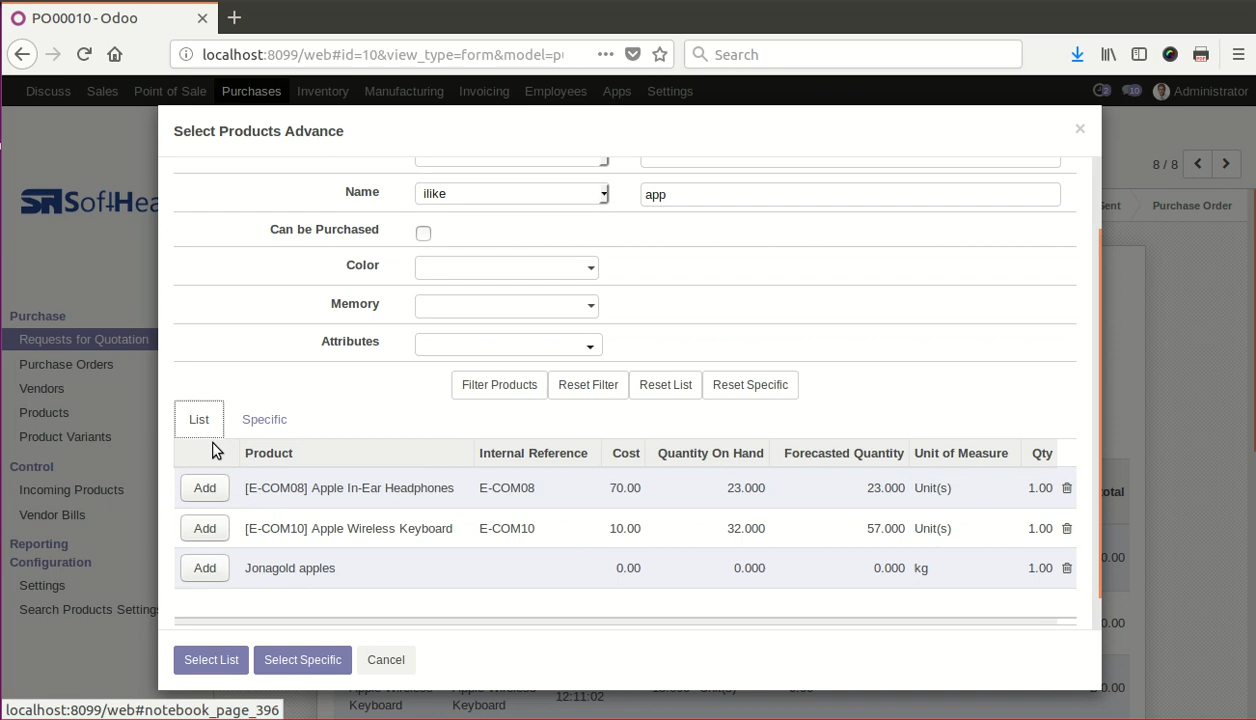 PO00010 - Odoo
localhost:8099/web#id=10&view_type=form&model=pu
Search
Discuss Sales Point of Sale Purchases Inventory Manufacturing Invoicing Employees Apps Settings 2 10 Administrator
Select Products Advance
8 / 8
Name ilike app
Sent Purchase Order
Can be Purchased
Color
Memory
Attributes
Purchase
Requests for Quotation
Purchase Orders
Vendors
Products
Product Variants
Control
Incoming Products
Vendor Bills
Reporting
Configuration
Settings
Search Products Settings
Filter Products Reset Filter Reset List Reset Specific
List Specific
Product Internal Reference Cost Quantity On Hand Forecasted Quantity Unit of Measure Qty
Add [E-COM08] Apple In-Ear Headphones E-COM08 70.00 23.000 23.000 Unit(s) 1.00
Add [E-COM10] Apple Wireless Keyboard E-COM10 10.00 32.000 57.000 Unit(s) 1.00
Add Jonagold apples 0.00 0.000 0.000 kg 1.00
Select List Select Specific Cancel
Keyboard Keyboard 12:11:02
localhost:8099/web#notebook_page_396